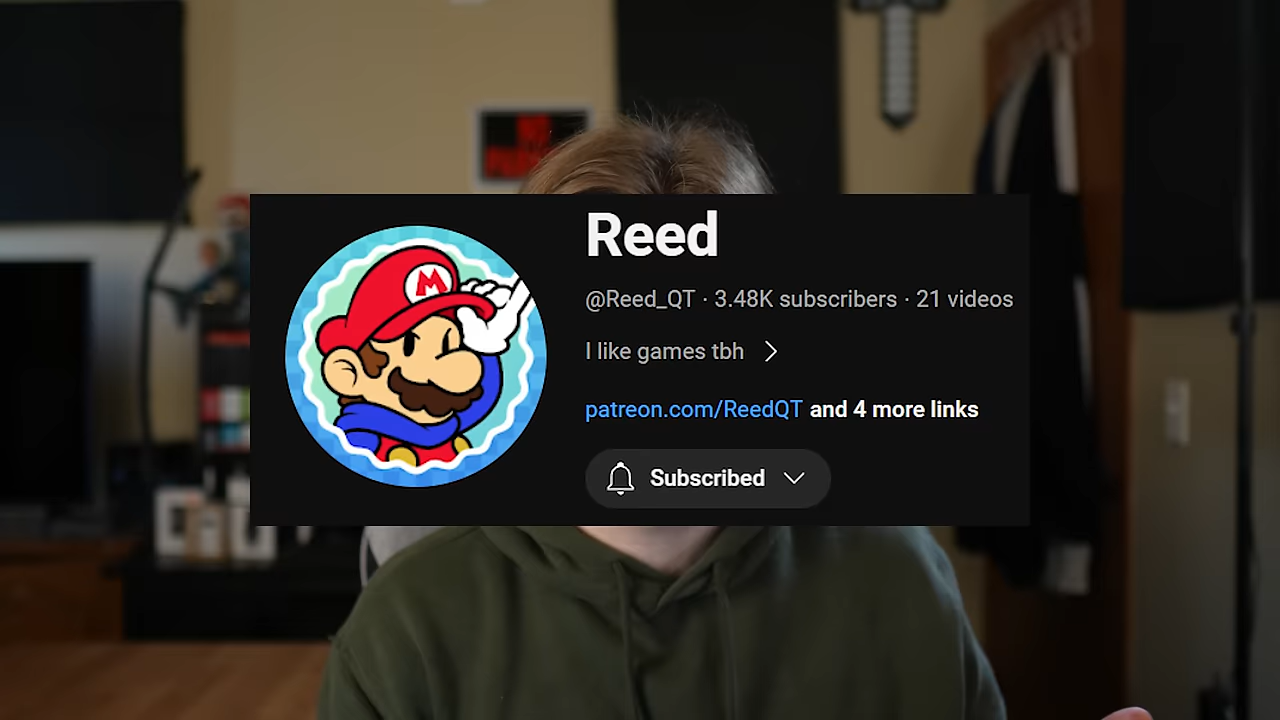 Reed
@Reed_QT · 3.48K subscribers · 21 videos
I like games tbh
patreon.com/ReedQT and 4 more links
Subscribed
M